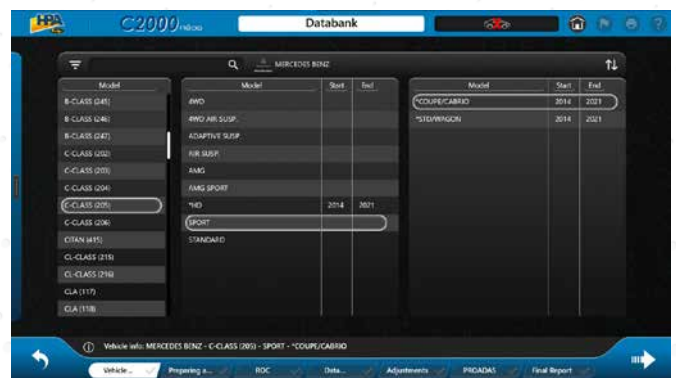 HPA
C2000 nexion
Databank
MERCEDES BENZ
Model
B-CLASS (245)
B-CLASS (246)
B-CLASS (247)
C-CLASS (202)
C-CLASS (203)
C-CLASS (204)
C-CLASS (205)
C-CLASS (206)
CITAN (415)
CL-CLASS (215)
CL-CLASS (216)
CLA (117)
CLA (118)
Model Start End
4WD
4WD AIR SUSP.
ADAPTIVE SUSP.
AIR SUSP.
AMG
AMG SPORT
*HD 2014 2021
SPORT
STANDARD
Model Start End
*COUPE/CABRIO 2014 2021
*STD/WAGON 2014 2021
Vehicle info: MERCEDES BENZ - C-CLASS (205) - SPORT - *COUPE/CABRIO
Vehicle... Preparing a... ROC Data... Adjustments PROADAS Final Report